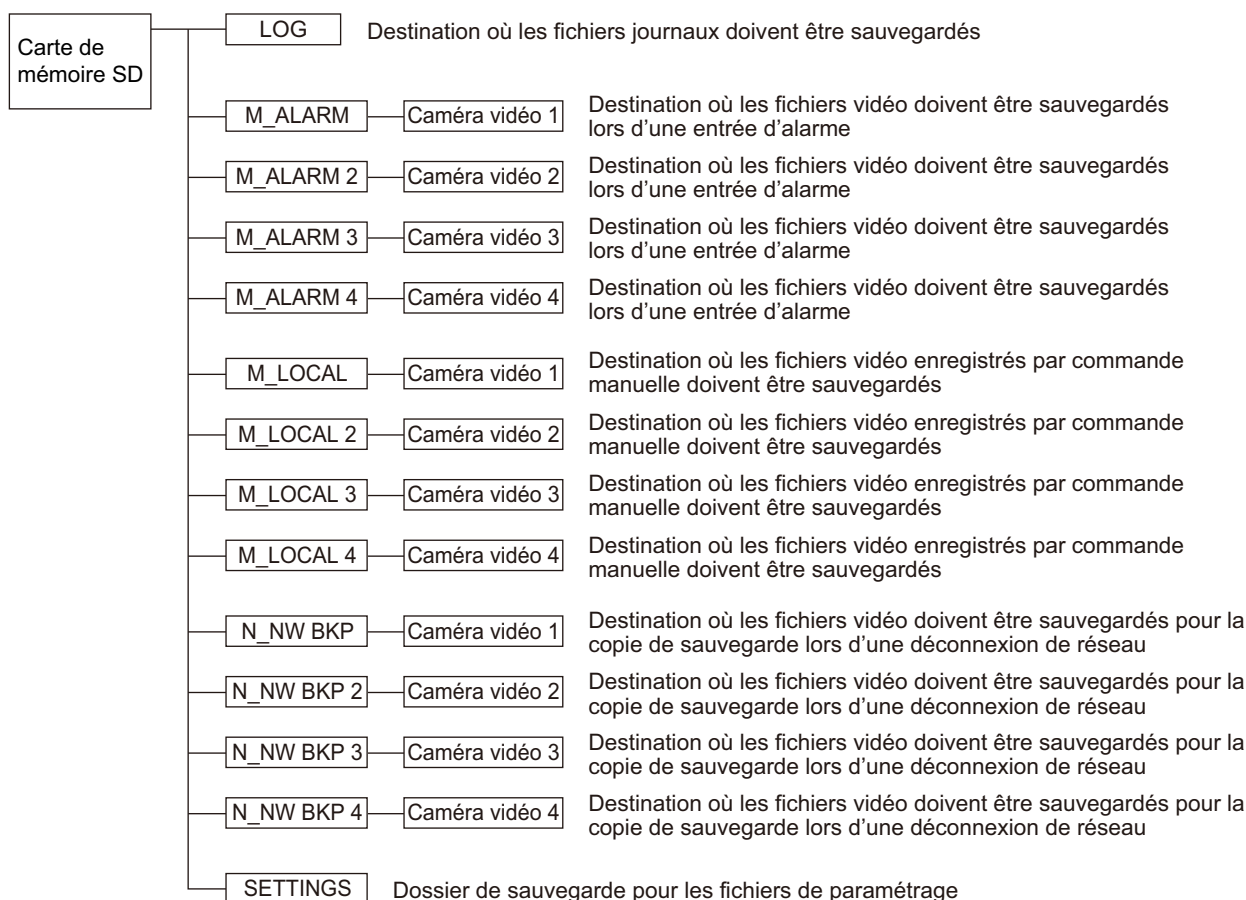 Carte de
mémoire SD
LOG
Destination où les fichiers journaux doivent être sauvegardés
M_ALARM
Caméra vidéo 1
Destination où les fichiers vidéo doivent être sauvegardés
lors d’une entrée d’alarme
M_ALARM 2
Caméra vidéo 2
Destination où les fichiers vidéo doivent être sauvegardés
lors d’une entrée d’alarme
M_ALARM 3
Caméra vidéo 3
Destination où les fichiers vidéo doivent être sauvegardés
lors d’une entrée d’alarme
M_ALARM 4
Caméra vidéo 4
Destination où les fichiers vidéo doivent être sauvegardés
lors d’une entrée d’alarme
M_LOCAL
Caméra vidéo 1
Destination où les fichiers vidéo enregistrés par commande
manuelle doivent être sauvegardés
M_LOCAL 2
Caméra vidéo 2
Destination où les fichiers vidéo enregistrés par commande
manuelle doivent être sauvegardés
M_LOCAL 3
Caméra vidéo 3
Destination où les fichiers vidéo enregistrés par commande
manuelle doivent être sauvegardés
M_LOCAL 4
Caméra vidéo 4
Destination où les fichiers vidéo enregistrés par commande
manuelle doivent être sauvegardés
N_NW BKP
Caméra vidéo 1
Destination où les fichiers vidéo doivent être sauvegardés pour la
copie de sauvegarde lors d’une déconnexion de réseau
N_NW BKP 2
Caméra vidéo 2
Destination où les fichiers vidéo doivent être sauvegardés pour la
copie de sauvegarde lors d’une déconnexion de réseau
N_NW BKP 3
Caméra vidéo 3
Destination où les fichiers vidéo doivent être sauvegardés pour la
copie de sauvegarde lors d’une déconnexion de réseau
N_NW BKP 4
Caméra vidéo 4
Destination où les fichiers vidéo doivent être sauvegardés pour la
copie de sauvegarde lors d’une déconnexion de réseau
SETTINGS
Dossier de sauvegarde pour les fichiers de paramétrage